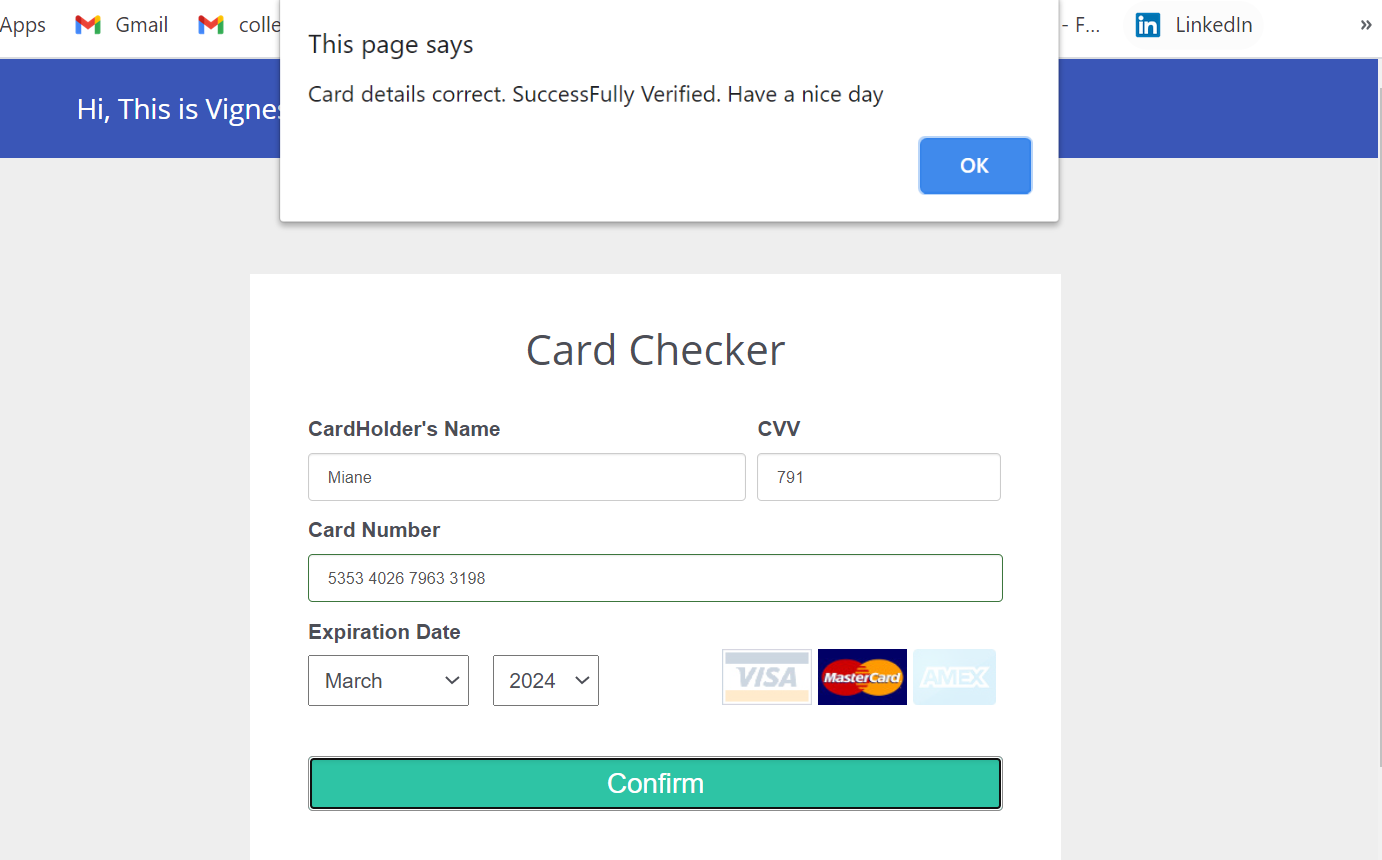 Apps Gmail colle - F... LinkedIn »
This page says
Card details correct. SuccessFully Verified. Have a nice day
OK
Hi, This is Vignes
Card Checker
CardHolder's Name CVV
Miane 791
Card Number
5353 4026 7963 3198
Expiration Date
March 2024 VISA MasterCard AMEX
Confirm